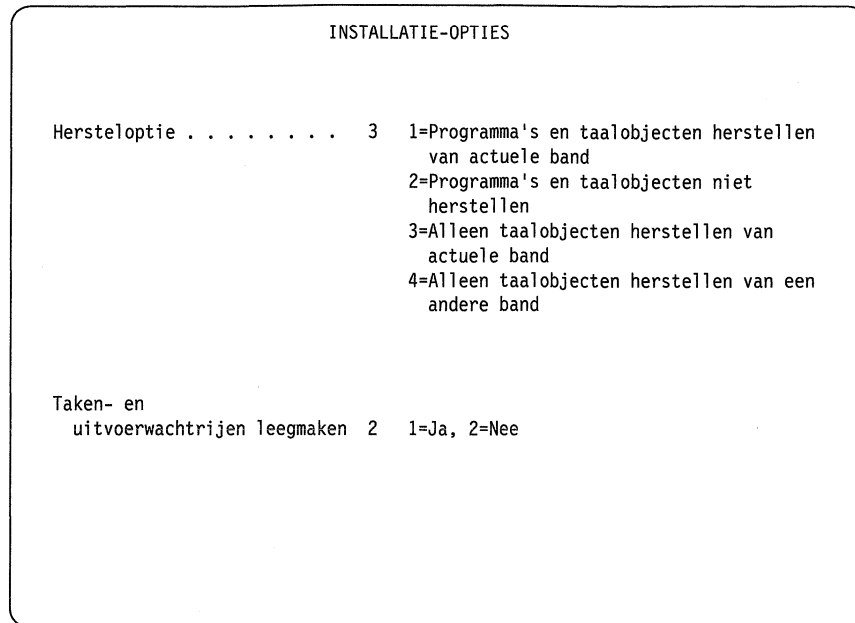 INSTALLATIE-OPTIES
Hersteloptie . . . . . . . . 3 1=Programma's en taalobjecten herstellen
van actuele band
2=Programma's en taalobjecten niet
herstellen
3=Alleen taalobjecten herstellen van
actuele band
4=Alleen taalobjecten herstellen van een
andere band
Taken- en
uitvoerwachtrijen leegmaken 2 1=Ja, 2=Nee